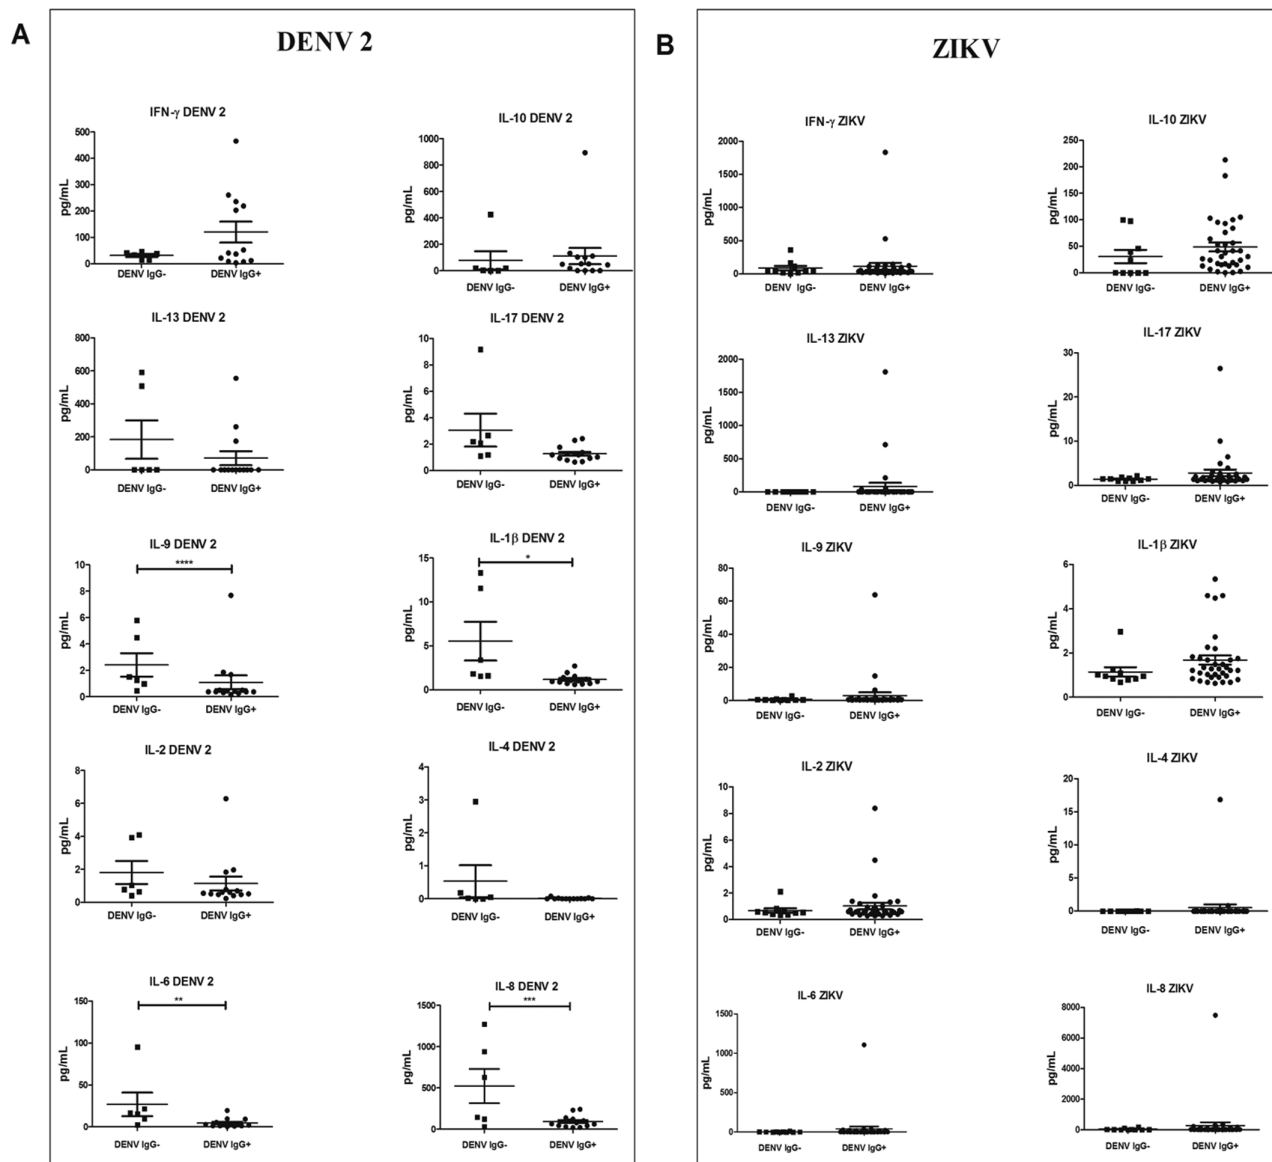 A
DENV 2
IFN-γ DENV 2
pg/mL
500
400
300
200
100
0
DENV IgG-
DENV IgG+
IL-10 DENV 2
pg/mL
1000
800
600
400
200
0
DENV IgG-
DENV IgG+
IL-13 DENV 2
pg/mL
800
600
400
200
0
DENV IgG-
DENV IgG+
IL-17 DENV 2
pg/mL
10
8
6
4
2
0
DENV IgG-
DENV IgG+
IL-9 DENV 2
****
pg/mL
10
8
6
4
2
0
DENV IgG-
DENV IgG+
IL-1β DENV 2
*
pg/mL
15
10
5
0
DENV IgG-
DENV IgG+
IL-2 DENV 2
pg/mL
8
6
4
2
0
DENV IgG-
DENV IgG+
IL-4 DENV 2
pg/mL
4
3
2
1
0
DENV IgG-
DENV IgG+
IL-6 DENV 2
**
pg/mL
150
100
50
0
DENV IgG-
DENV IgG+
IL-8 DENV 2
***
pg/mL
1500
1000
500
0
DENV IgG-
DENV IgG+
B
ZIKV
IFN-γ ZIKV
pg/mL
2000
1500
1000
500
0
DENV IgG-
DENV IgG+
IL-10 ZIKV
pg/mL
250
200
150
100
50
0
DENV IgG-
DENV IgG+
IL-13 ZIKV
pg/mL
2000
1500
1000
500
0
DENV IgG-
DENV IgG+
IL-17 ZIKV
pg/mL
30
20
10
0
DENV IgG-
DENV IgG+
IL-9 ZIKV
pg/mL
80
60
40
20
0
DENV IgG-
DENV IgG+
IL-1β ZIKV
pg/mL
6
4
2
0
DENV IgG-
DENV IgG+
IL-2 ZIKV
pg/mL
10
8
6
4
2
0
DENV IgG-
DENV IgG+
IL-4 ZIKV
pg/mL
20
15
10
5
0
DENV IgG-
DENV IgG+
IL-6 ZIKV
pg/mL
1500
1000
500
0
DENV IgG-
DENV IgG+
IL-8 ZIKV
pg/mL
8000
6000
4000
2000
0
DENV IgG-
DENV IgG+